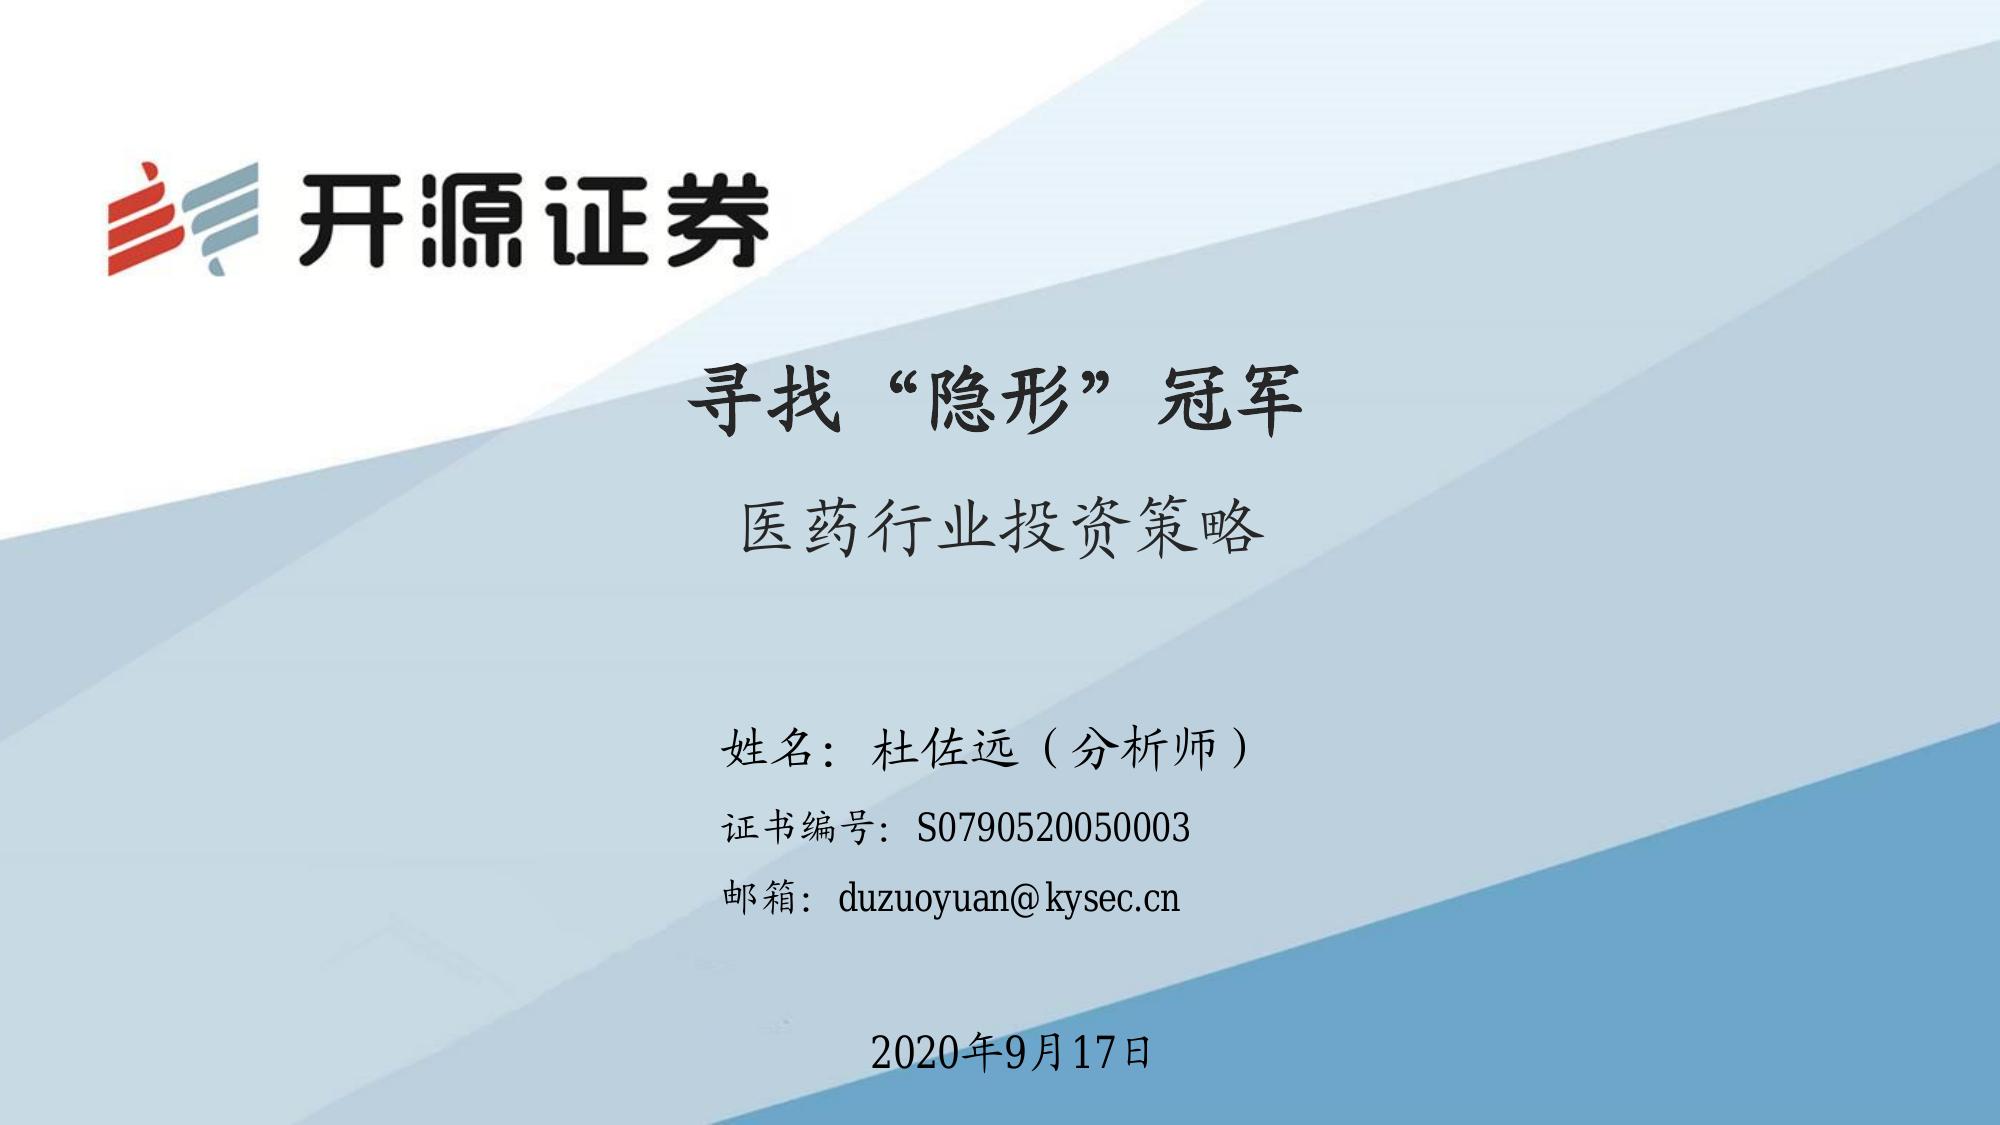 开源证券
寻找“隐形”冠军
医药行业投资策略
姓名：杜佐远（分析师）
证书编号：S0790520050003
邮箱：duzuoyuan@kysec.cn
2020年9月17日